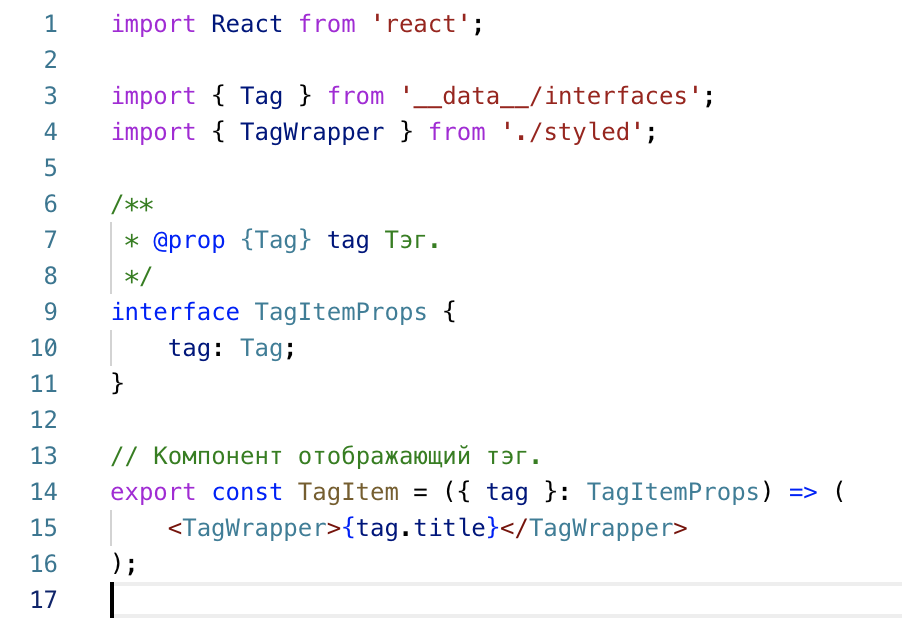 1 import React from 'react';
2
3 import { Tag } from '__data__/interfaces';
4 import { TagWrapper } from './styled';
5
6 /**
7  * @prop {Tag} tag Тэг.
8  */
9 interface TagItemProps {
10     tag: Tag;
11 }
12
13 // Компонент отображающий тэг.
14 export const TagItem = ({ tag }: TagItemProps) => (
15     <TagWrapper>{tag.title}</TagWrapper>
16 );
17